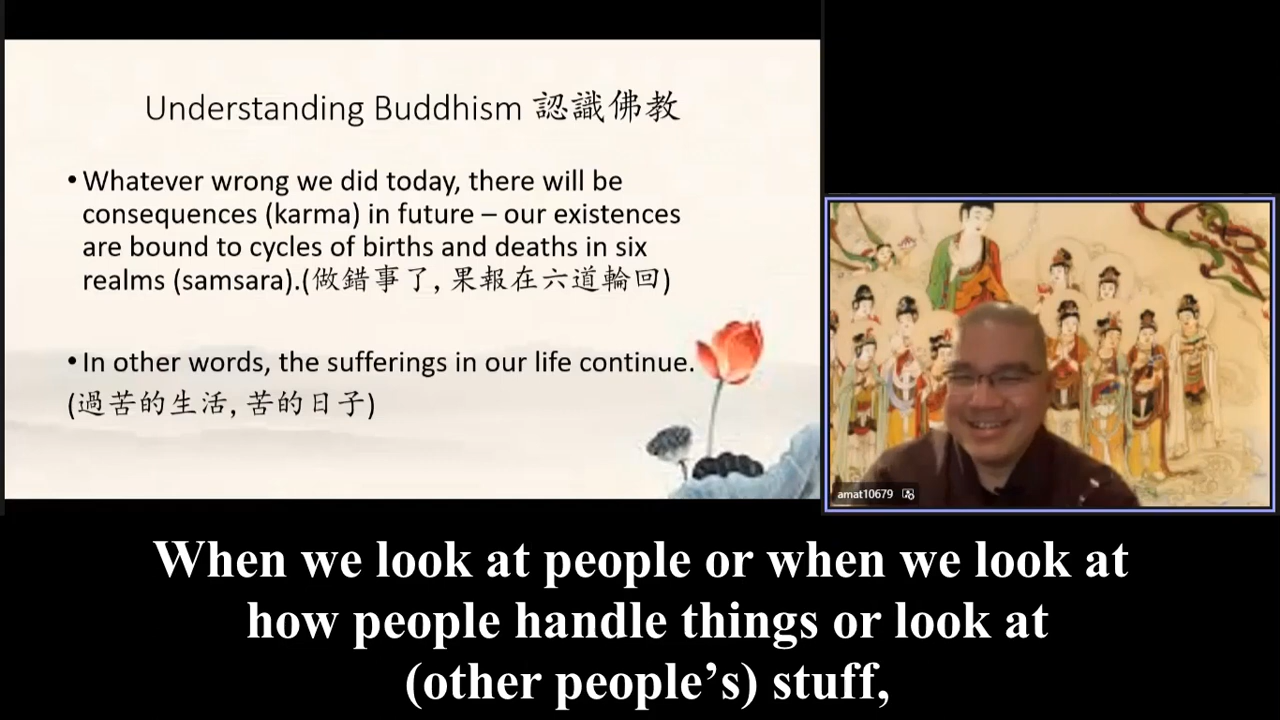 Understanding Buddhism 認識佛教
• Whatever wrong we did today, there will be
consequences (karma) in future – our existences
are bound to cycles of births and deaths in six
realms (samsara).(做錯事了, 果報在六道輪回)
• In other words, the sufferings in our life continue.
(過苦的生活, 苦的日子)
amat10679
When we look at people or when we look at
how people handle things or look at
(other people’s) stuff,